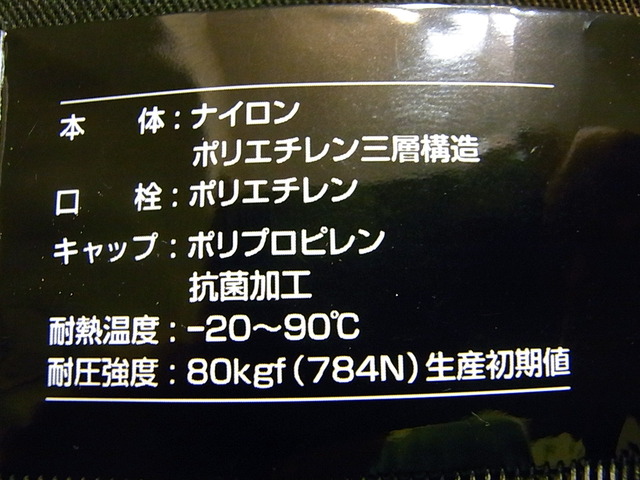 本　体：ナイロン
ポリエチレン三層構造
口　栓：ポリエチレン
キャップ：ポリプロピレン
抗菌加工
耐熱温度：−20〜90℃
耐圧強度：80kgf（784N）生産初期値